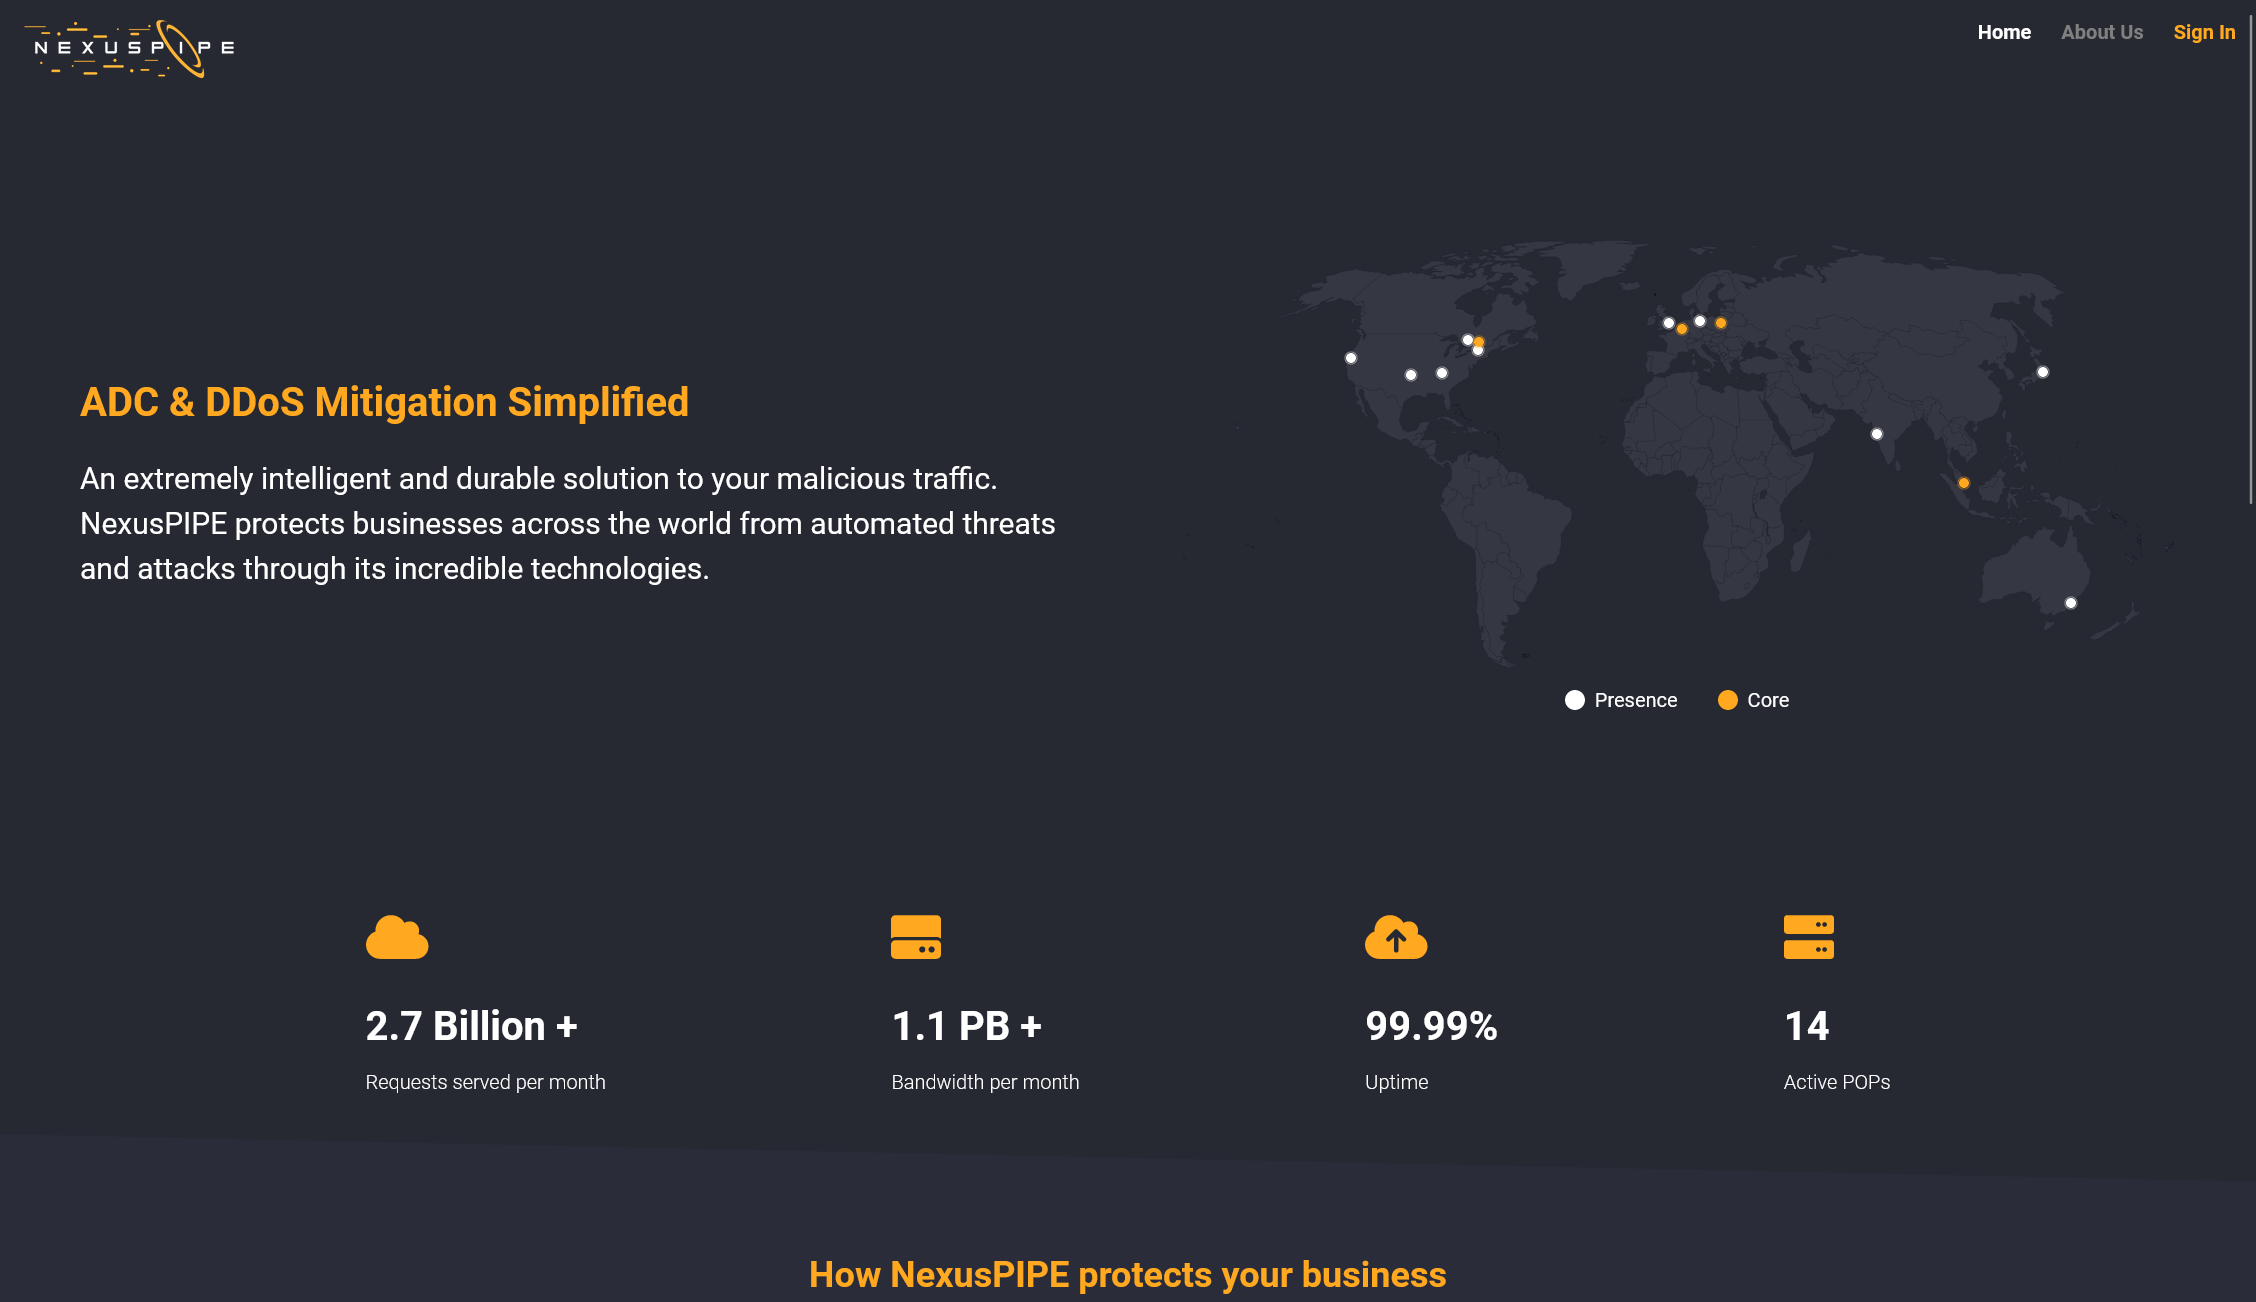 NEXUSPIPE
Home About Us Sign In
ADC & DDoS Mitigation Simplified
An extremely intelligent and durable solution to your malicious traffic.
NexusPIPE protects businesses across the world from automated threats
and attacks through its incredible technologies.
Presence Core
2.7 Billion +
Requests served per month
1.1 PB +
Bandwidth per month
99.99%
Uptime
14
Active POPs
How NexusPIPE protects your business